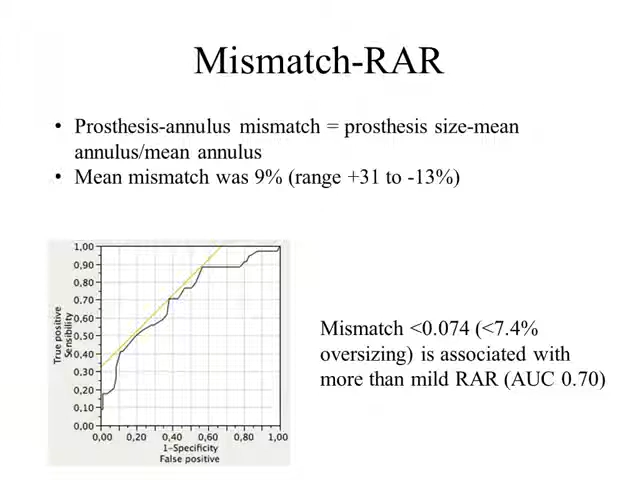 Mismatch-RAR
• Prosthesis-annulus mismatch = prosthesis size-mean
annulus/mean annulus
• Mean mismatch was 9% (range +31 to -13%)
1,00
0,90
0,80
0,70
0,60
0,50
0,40
0,30
0,20
0,10
0,00
True positive
Sensibility
0,00 0,20 0,40 0,60 0,80 1,00
1-Specificity
False positive
Mismatch <0.074 (<7.4%
oversizing) is associated with
more than mild RAR (AUC 0.70)